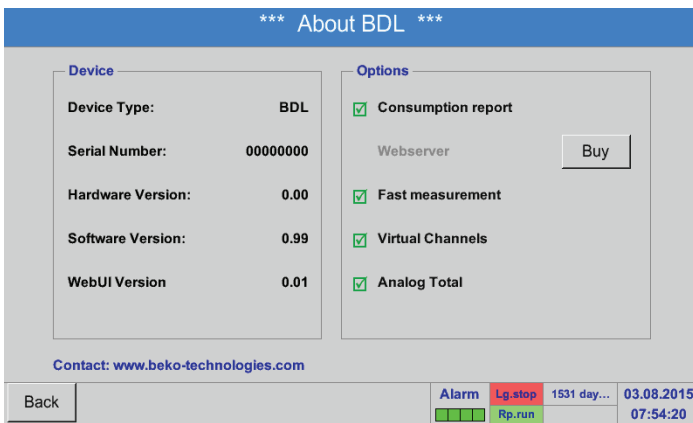 *** About BDL ***
Device
Device Type: BDL
Serial Number: 00000000
Hardware Version: 0.00
Software Version: 0.99
WebUI Version 0.01
Options
Consumption report
Webserver Buy
Fast measurement
Virtual Channels
Analog Total
Contact: www.beko-technologies.com
Back
Alarm Lg.stop 1531 day... 03.08.2015
Rp.run 07:54:20